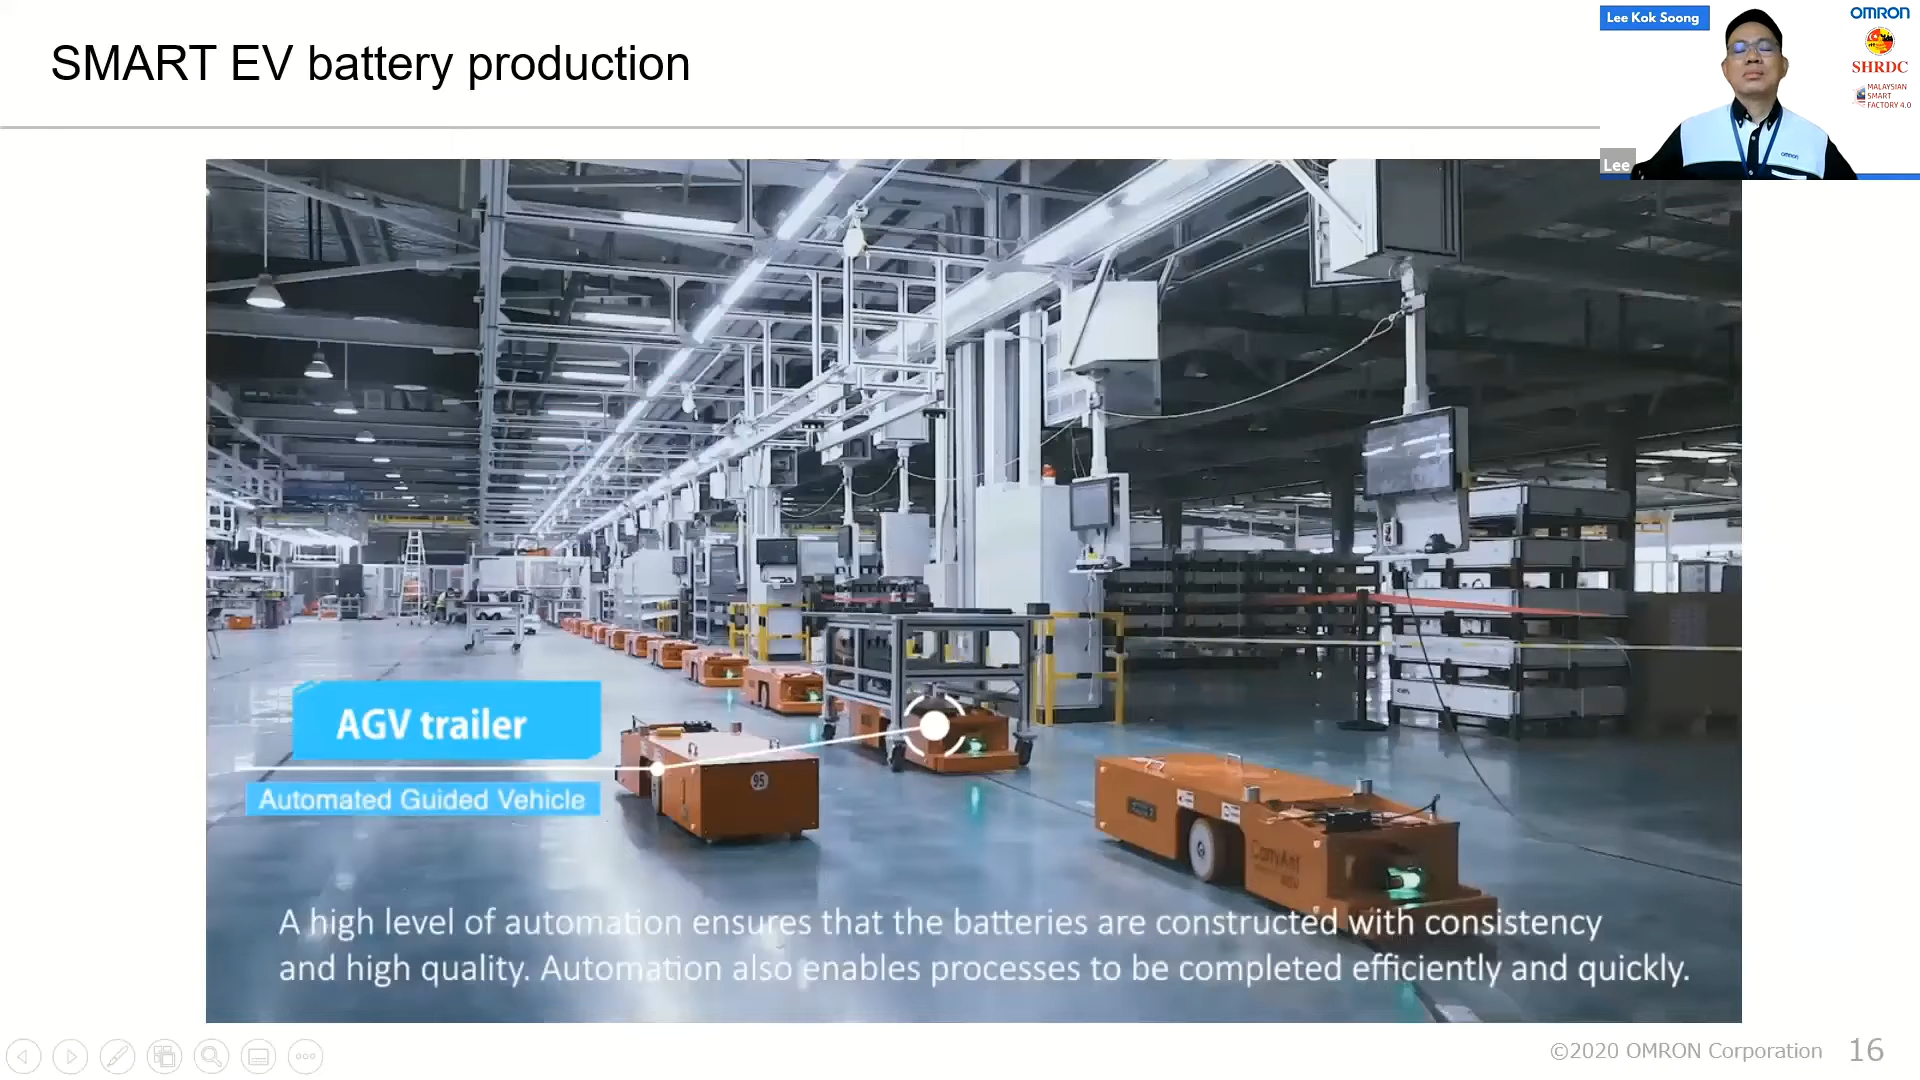 SMART EV battery production
Lee Kok Soong
OMRON
SHRDC
MALAYSIAN
SMART
FACTORY 4.0
omron
Lee
AGV trailer
Automated Guided Vehicle
95
CarryAnt
A high level of automation ensures that the batteries are constructed with consistency
and high quality. Automation also enables processes to be completed efficiently and quickly.
©2020 OMRON Corporation
16